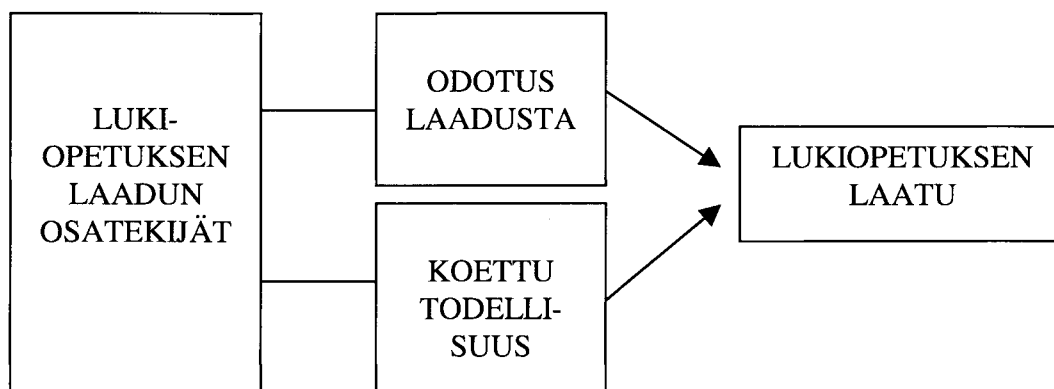 LUKI-
OPETUKSEN
LAADUN
OSATEKIJÄT
ODOTUS
LAADUSTA
KOETTU
TODELLI-
SUUS
LUKIOPETUKSEN
LAATU